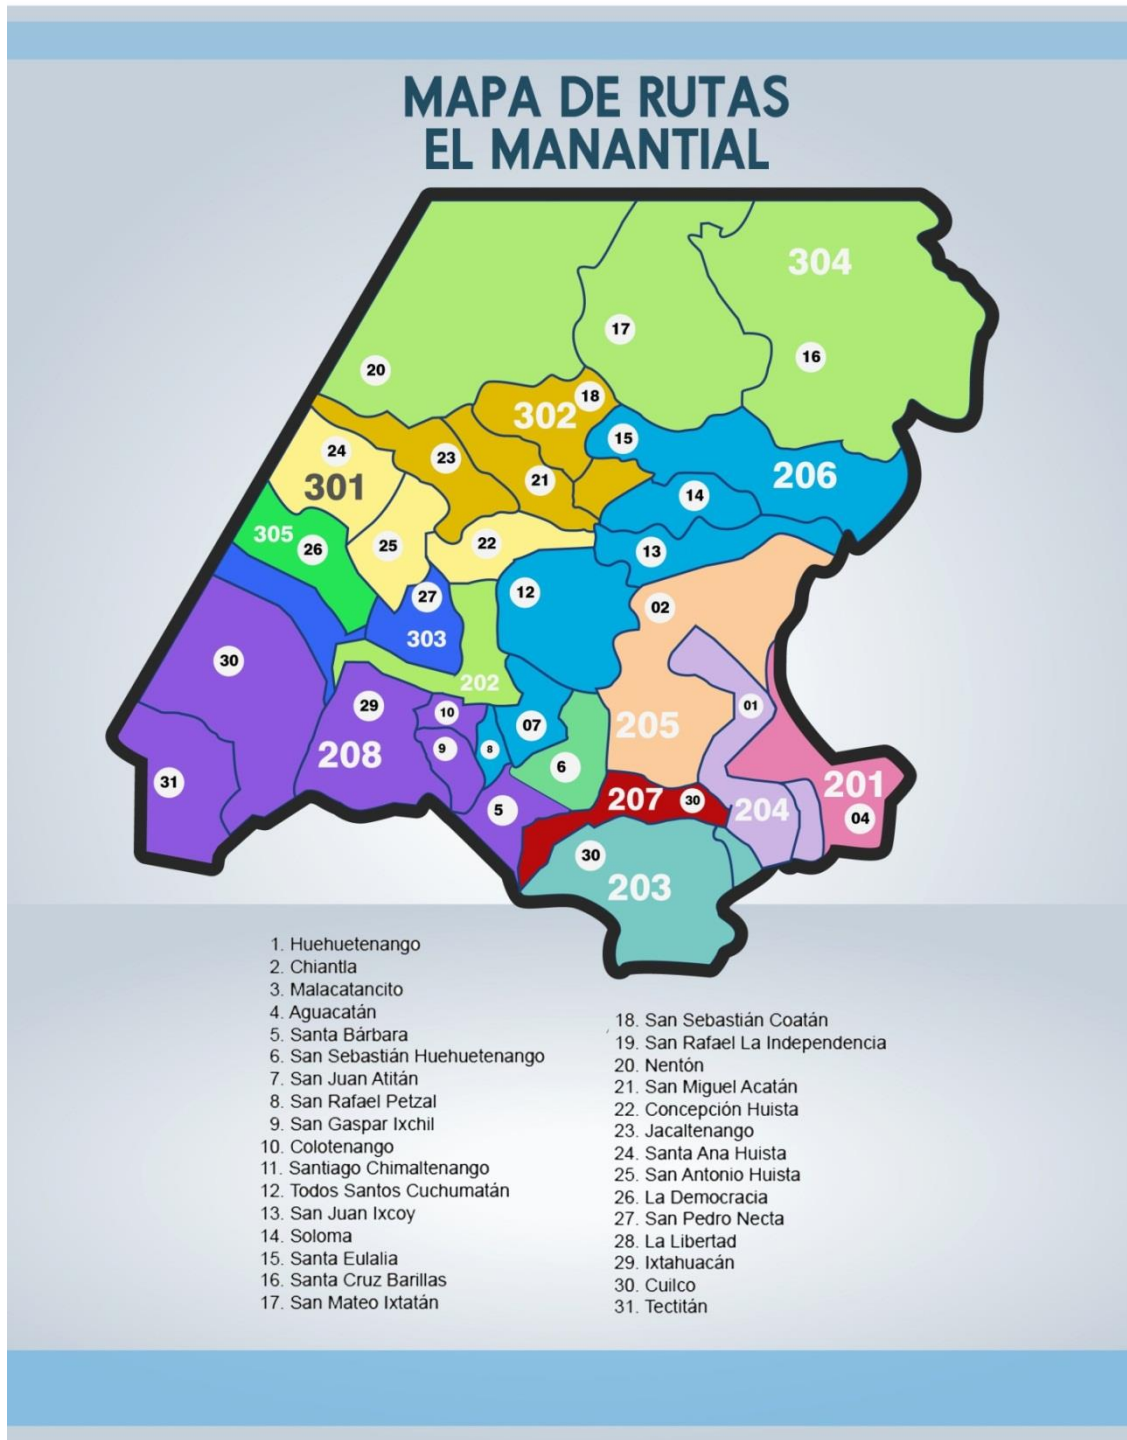 MAPA DE RUTAS
EL MANANTIAL
304
17
16
20
18
302
15
24
23
206
301
21
14
305
26
25
22
13
27
12
02
303
30
202
29
10
01
07
205
208
9
8
6
31
201
5
207
30
204
04
30
203
1. Huehuetenango
2. Chiantla
3. Malacatancito
4. Aguacatán
5. Santa Bárbara
6. San Sebastián Huehuetenango
7. San Juan Atitán
8. San Rafael Petzal
9. San Gaspar Ixchil
10. Colotenango
11. Santiago Chimaltenango
12. Todos Santos Cuchumatán
13. San Juan Ixcoy
14. Soloma
15. Santa Eulalia
16. Santa Cruz Barillas
17. San Mateo Ixtatán
18. San Sebastián Coatán
19. San Rafael La Independencia
20. Nentón
21. San Miguel Acatán
22. Concepción Huista
23. Jacaltenango
24. Santa Ana Huista
25. San Antonio Huista
26. La Democracia
27. San Pedro Necta
28. La Libertad
29. Ixtahuacán
30. Cuilco
31. Tectitán